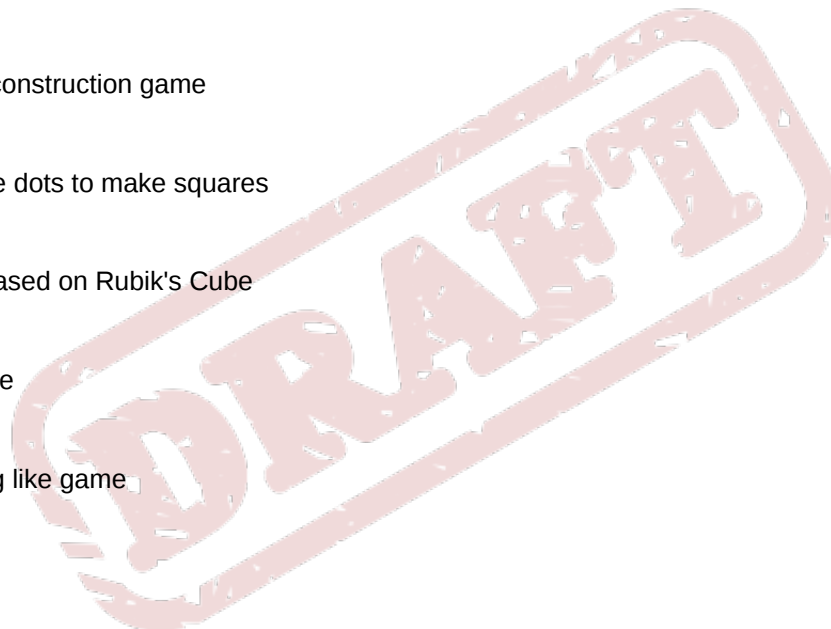 construction game
dots to make squares
ased on Rubik's Cube
e
g like game
DRAFT